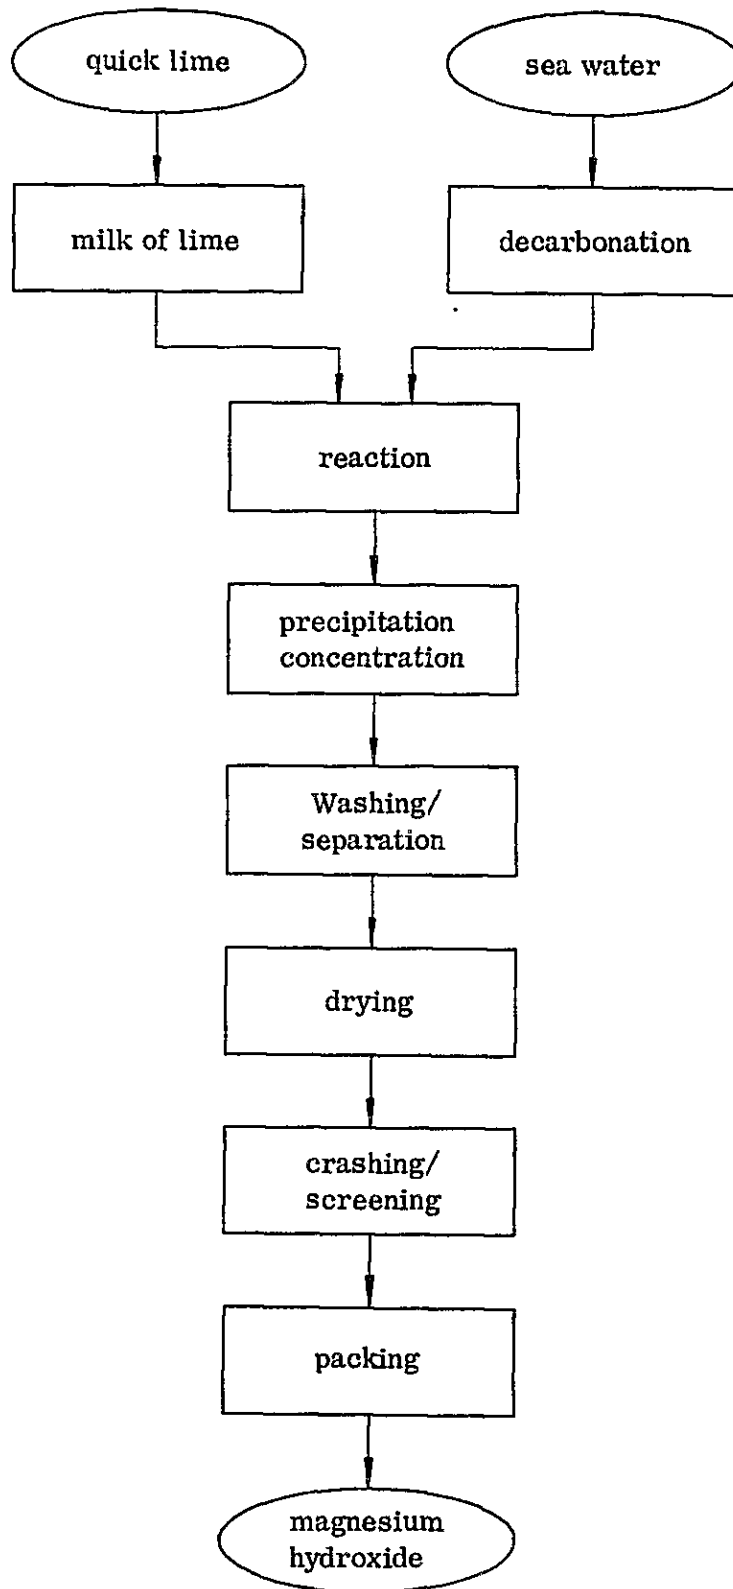 quick lime
sea water
milk of lime
decarbonation
reaction
precipitation
concentration
Washing/
separation
drying
crashing/
screening
packing
magnesium
hydroxide